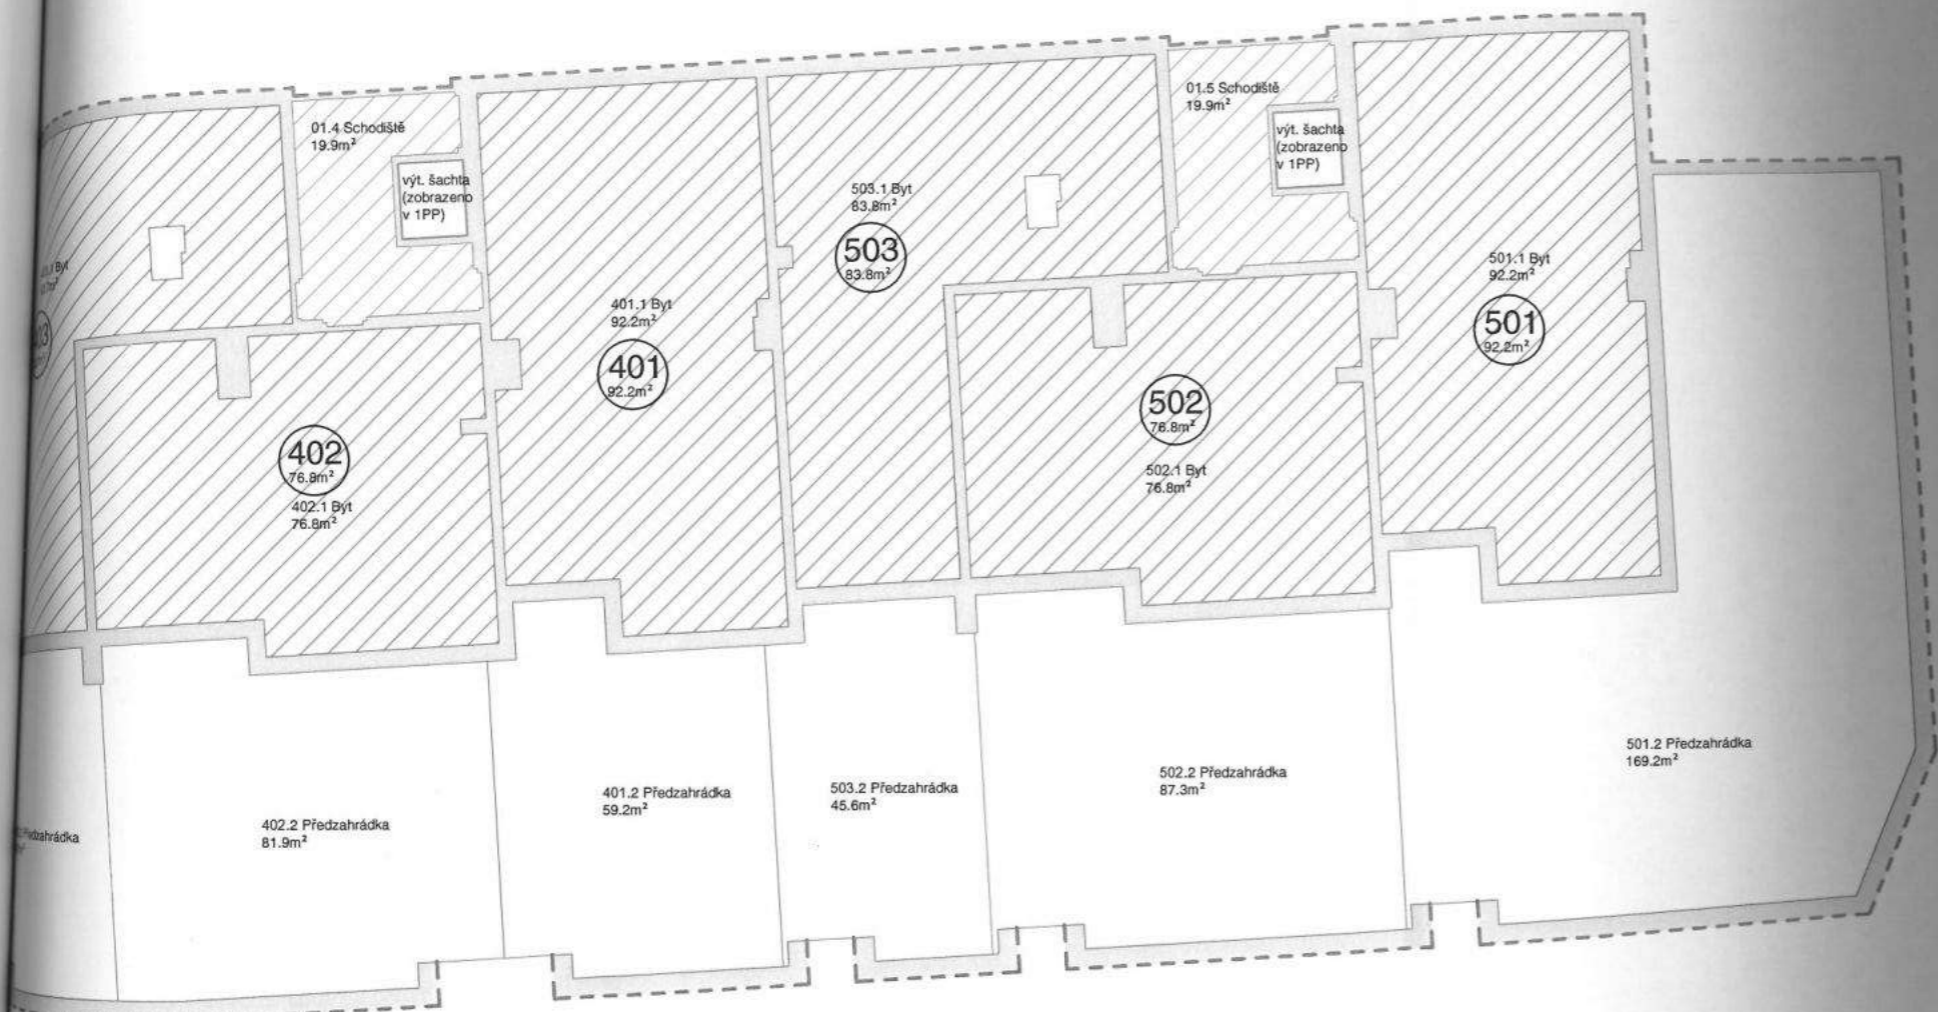 01.4 Schodiště
19.9m²
výt. šachta
(zobrazeno
v 1PP)
402
76.8m²
402.1 Byt
76.8m²
401.1 Byt
92.2m²
401
92.2m²
503.1 Byt
83.8m²
503
83.8m²
01.5 Schodiště
19.9m²
výt. šachta
(zobrazeno
v 1PP)
502
76.8m²
502.1 Byt
76.8m²
501.1 Byt
92.2m²
501
92.2m²
Byt
Předzahrádka
402.2 Předzahrádka
81.9m²
401.2 Předzahrádka
59.2m²
503.2 Předzahrádka
45.6m²
502.2 Předzahrádka
87.3m²
501.2 Předzahrádka
169.2m²